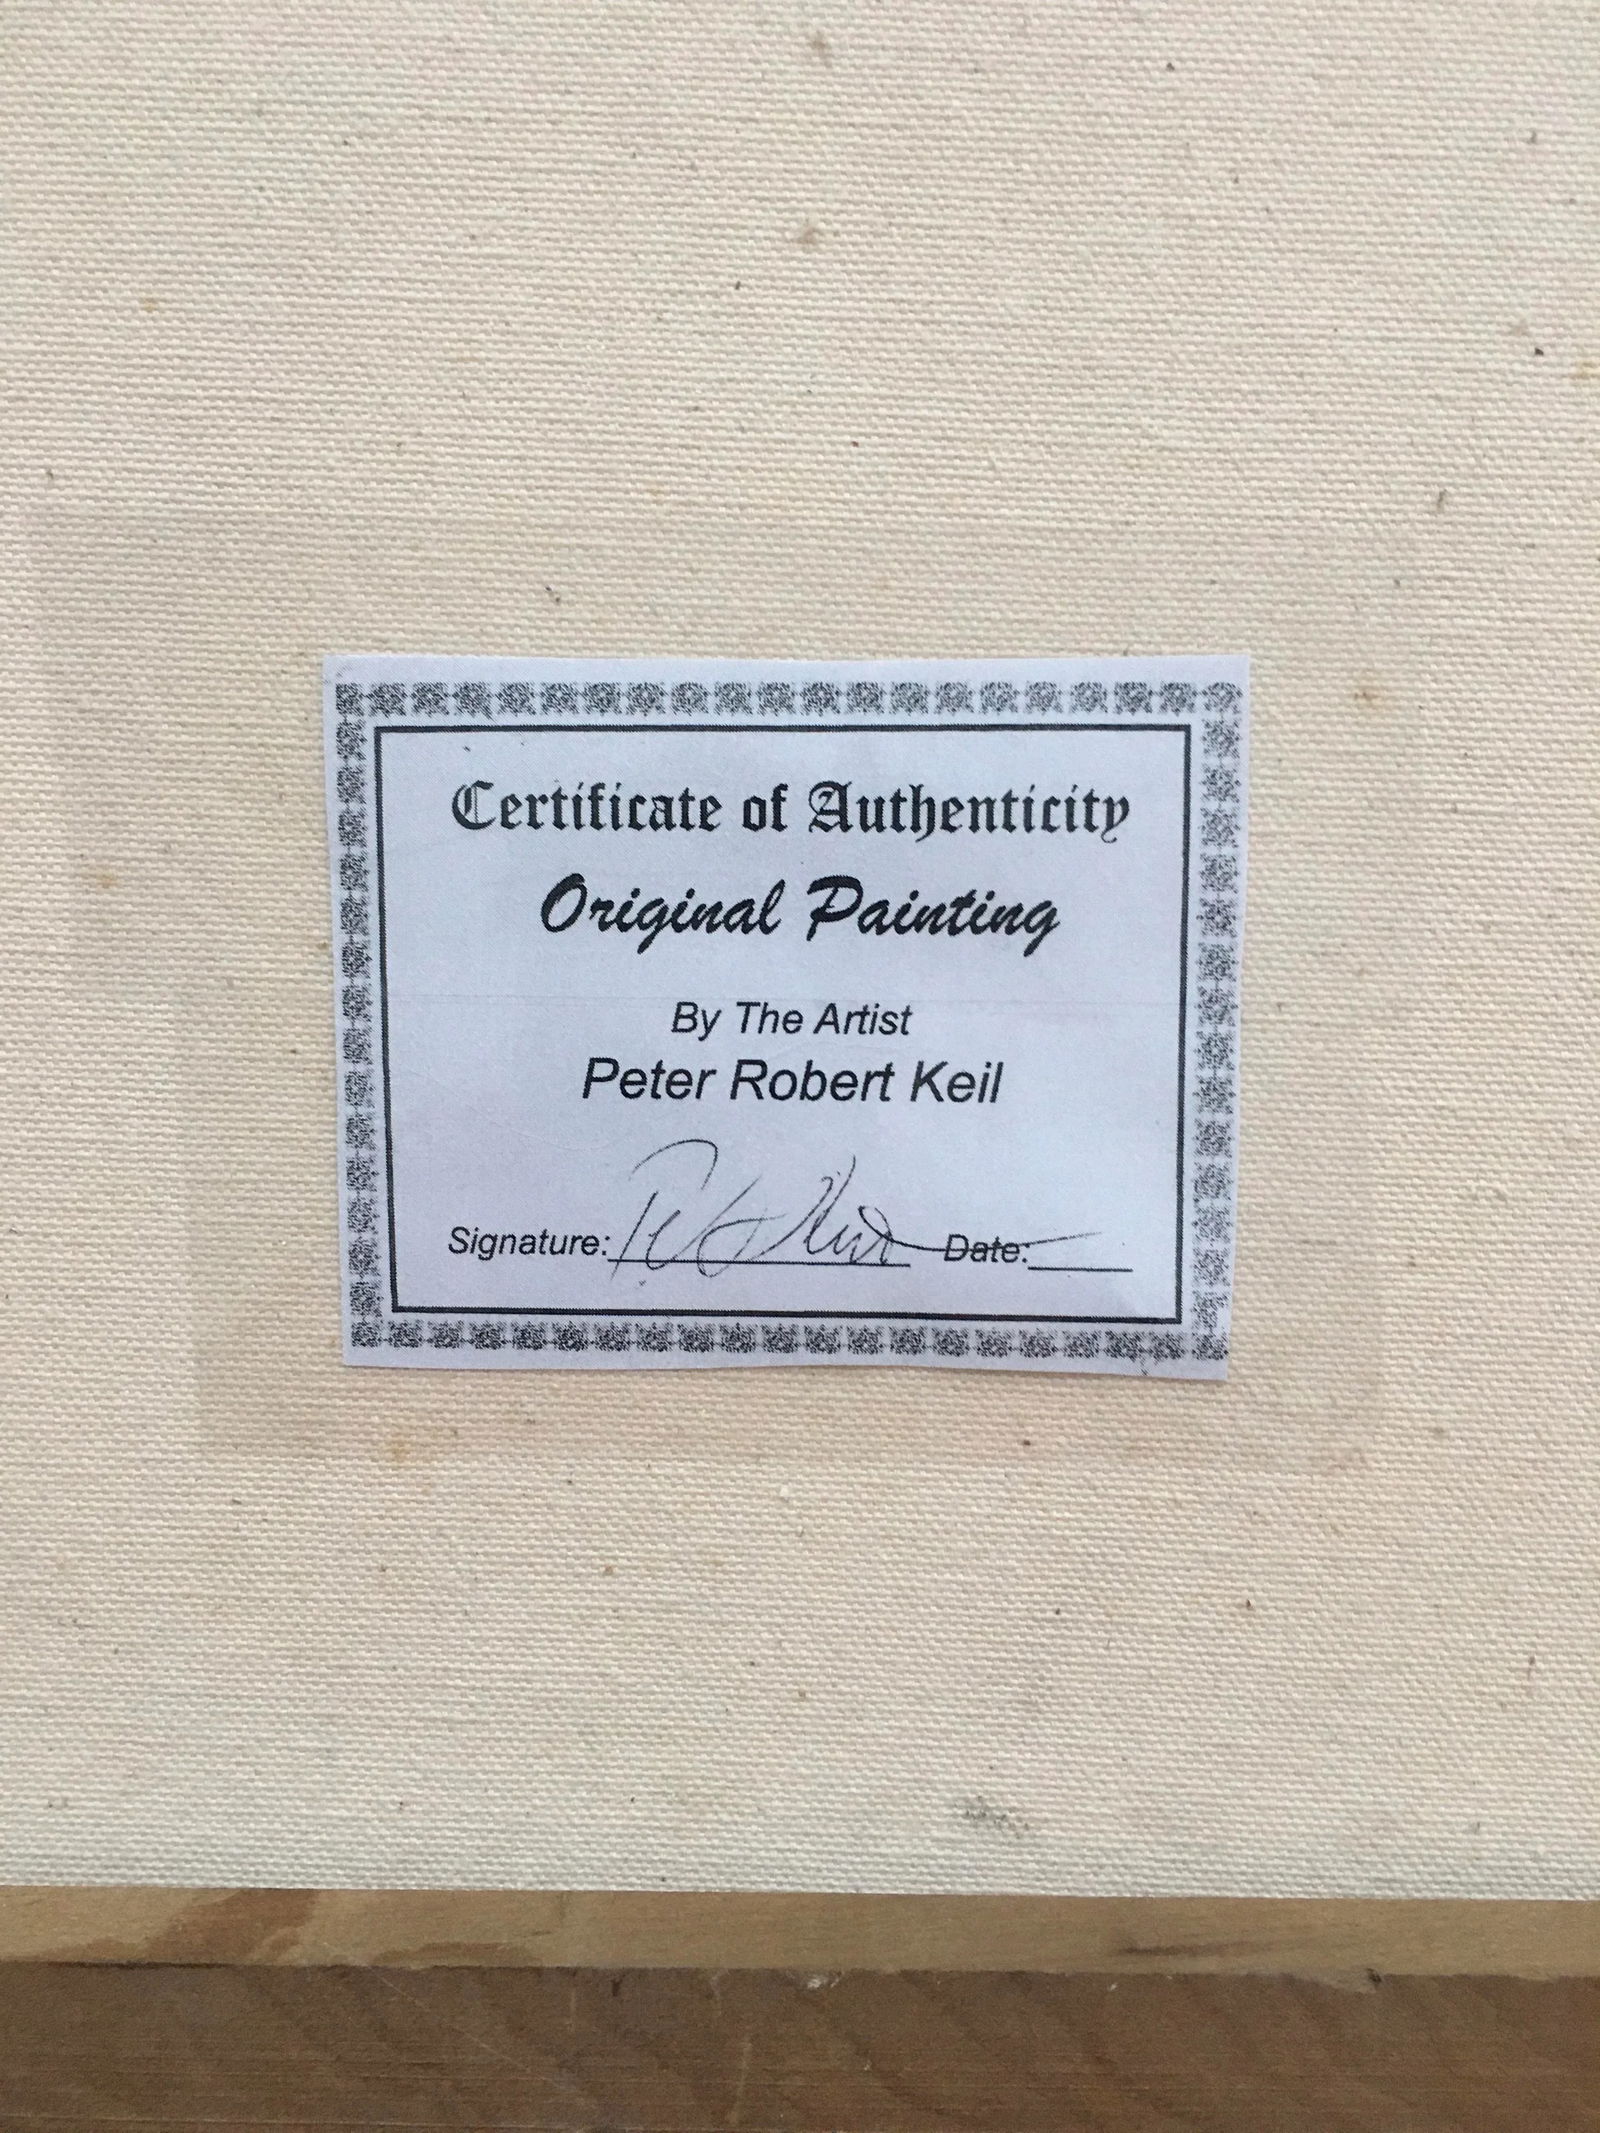 Certificate of Authenticity
Original Painting
By The Artist
Peter Robert Keil
Signature: Date: